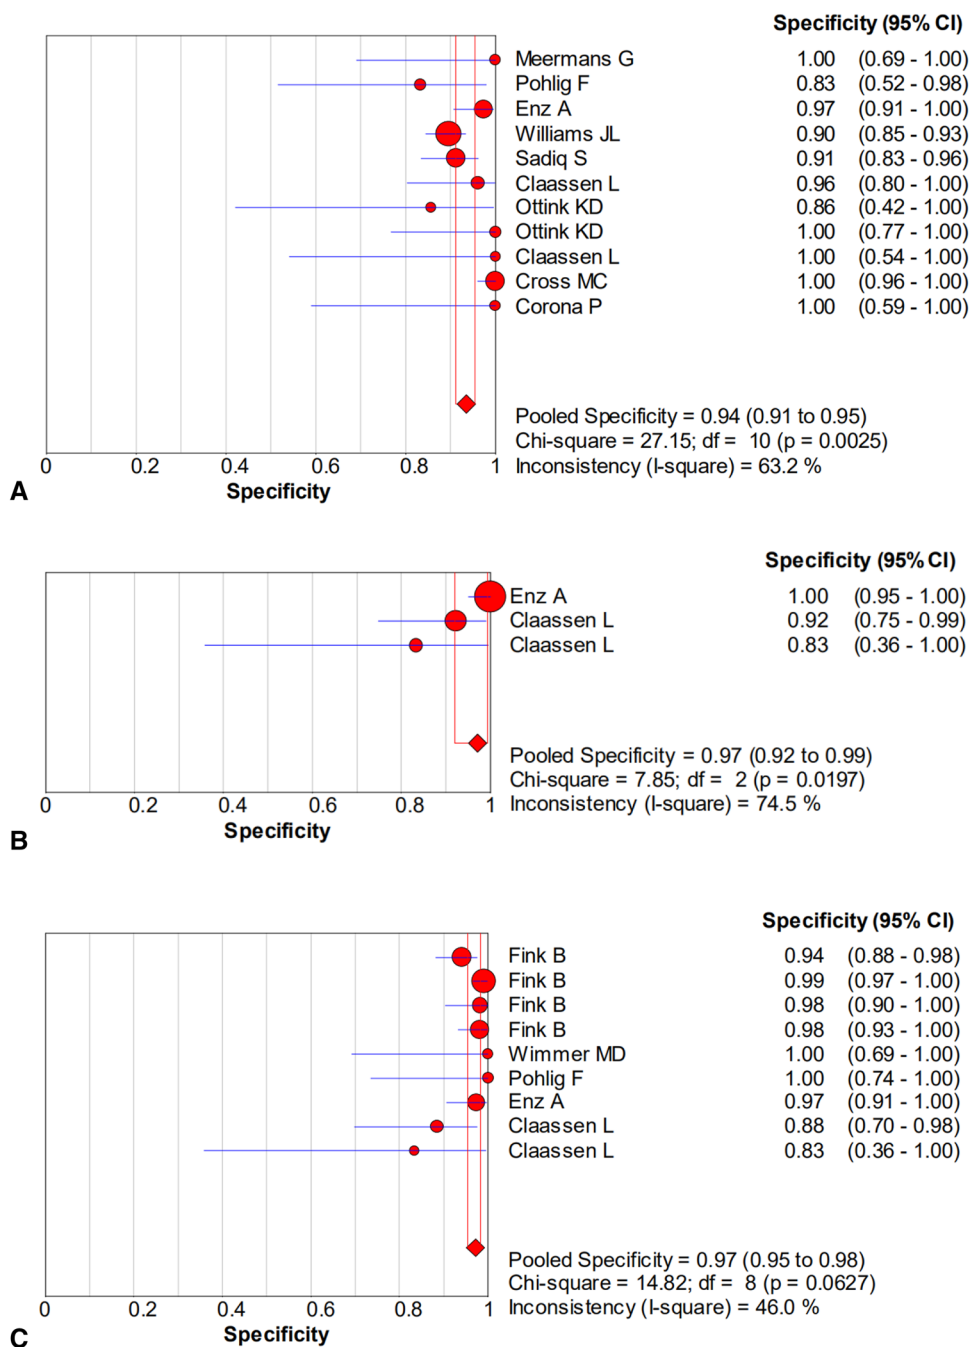 Specificity (95% CI)
Meermans G 1.00 (0.69 - 1.00)
Pohlig F 0.83 (0.52 - 0.98)
Enz A 0.97 (0.91 - 1.00)
Williams JL 0.90 (0.85 - 0.93)
Sadiq S 0.91 (0.83 - 0.96)
Claassen L 0.96 (0.80 - 1.00)
Ottink KD 0.86 (0.42 - 1.00)
Ottink KD 1.00 (0.77 - 1.00)
Claassen L 1.00 (0.54 - 1.00)
Cross MC 1.00 (0.96 - 1.00)
Corona P 1.00 (0.59 - 1.00)
Pooled Specificity = 0.94 (0.91 to 0.95)
Chi-square = 27.15; df = 10 (p = 0.0025)
Inconsistency (I-square) = 63.2 %
0 0.2 0.4 0.6 0.8 1
Specificity
A
Specificity (95% CI)
Enz A 1.00 (0.95 - 1.00)
Claassen L 0.92 (0.75 - 0.99)
Claassen L 0.83 (0.36 - 1.00)
Pooled Specificity = 0.97 (0.92 to 0.99)
Chi-square = 7.85; df = 2 (p = 0.0197)
Inconsistency (I-square) = 74.5 %
0 0.2 0.4 0.6 0.8 1
Specificity
B
Specificity (95% CI)
Fink B 0.94 (0.88 - 0.98)
Fink B 0.99 (0.97 - 1.00)
Fink B 0.98 (0.90 - 1.00)
Fink B 0.98 (0.93 - 1.00)
Wimmer MD 1.00 (0.69 - 1.00)
Pohlig F 1.00 (0.74 - 1.00)
Enz A 0.97 (0.91 - 1.00)
Claassen L 0.88 (0.70 - 0.98)
Claassen L 0.83 (0.36 - 1.00)
Pooled Specificity = 0.97 (0.95 to 0.98)
Chi-square = 14.82; df = 8 (p = 0.0627)
Inconsistency (I-square) = 46.0 %
0 0.2 0.4 0.6 0.8 1
Specificity
C